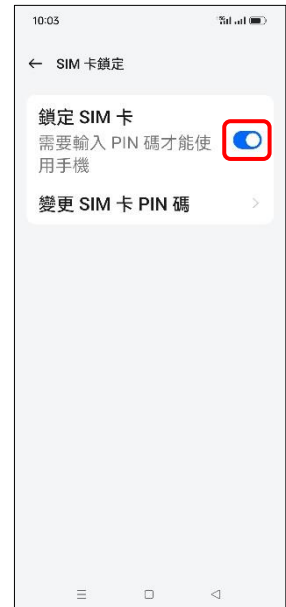 10:03
SIM 卡鎖定
鎖定 SIM 卡
需要輸入 PIN 碼才能使
用手機
變更 SIM 卡 PIN 碼